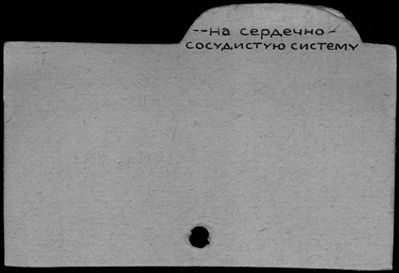 --на сердечно-
сосудистую систему